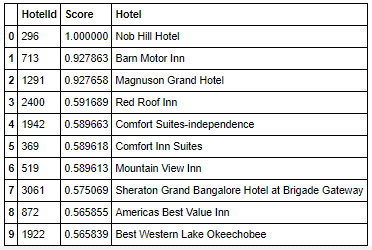 HotelId Score Hotel
0 296 1.000000 Nob Hill Hotel
1 713 0.927863 Barn Motor Inn
2 1291 0.927658 Magnuson Grand Hotel
3 2400 0.591689 Red Roof Inn
4 1942 0.589663 Comfort Suites-independence
5 369 0.589618 Comfort Inn Suites
6 519 0.589613 Mountain View Inn
7 3061 0.575069 Sheraton Grand Bangalore Hotel at Brigade Gateway
8 872 0.565855 Americas Best Value Inn
9 1922 0.565839 Best Western Lake Okeechobee